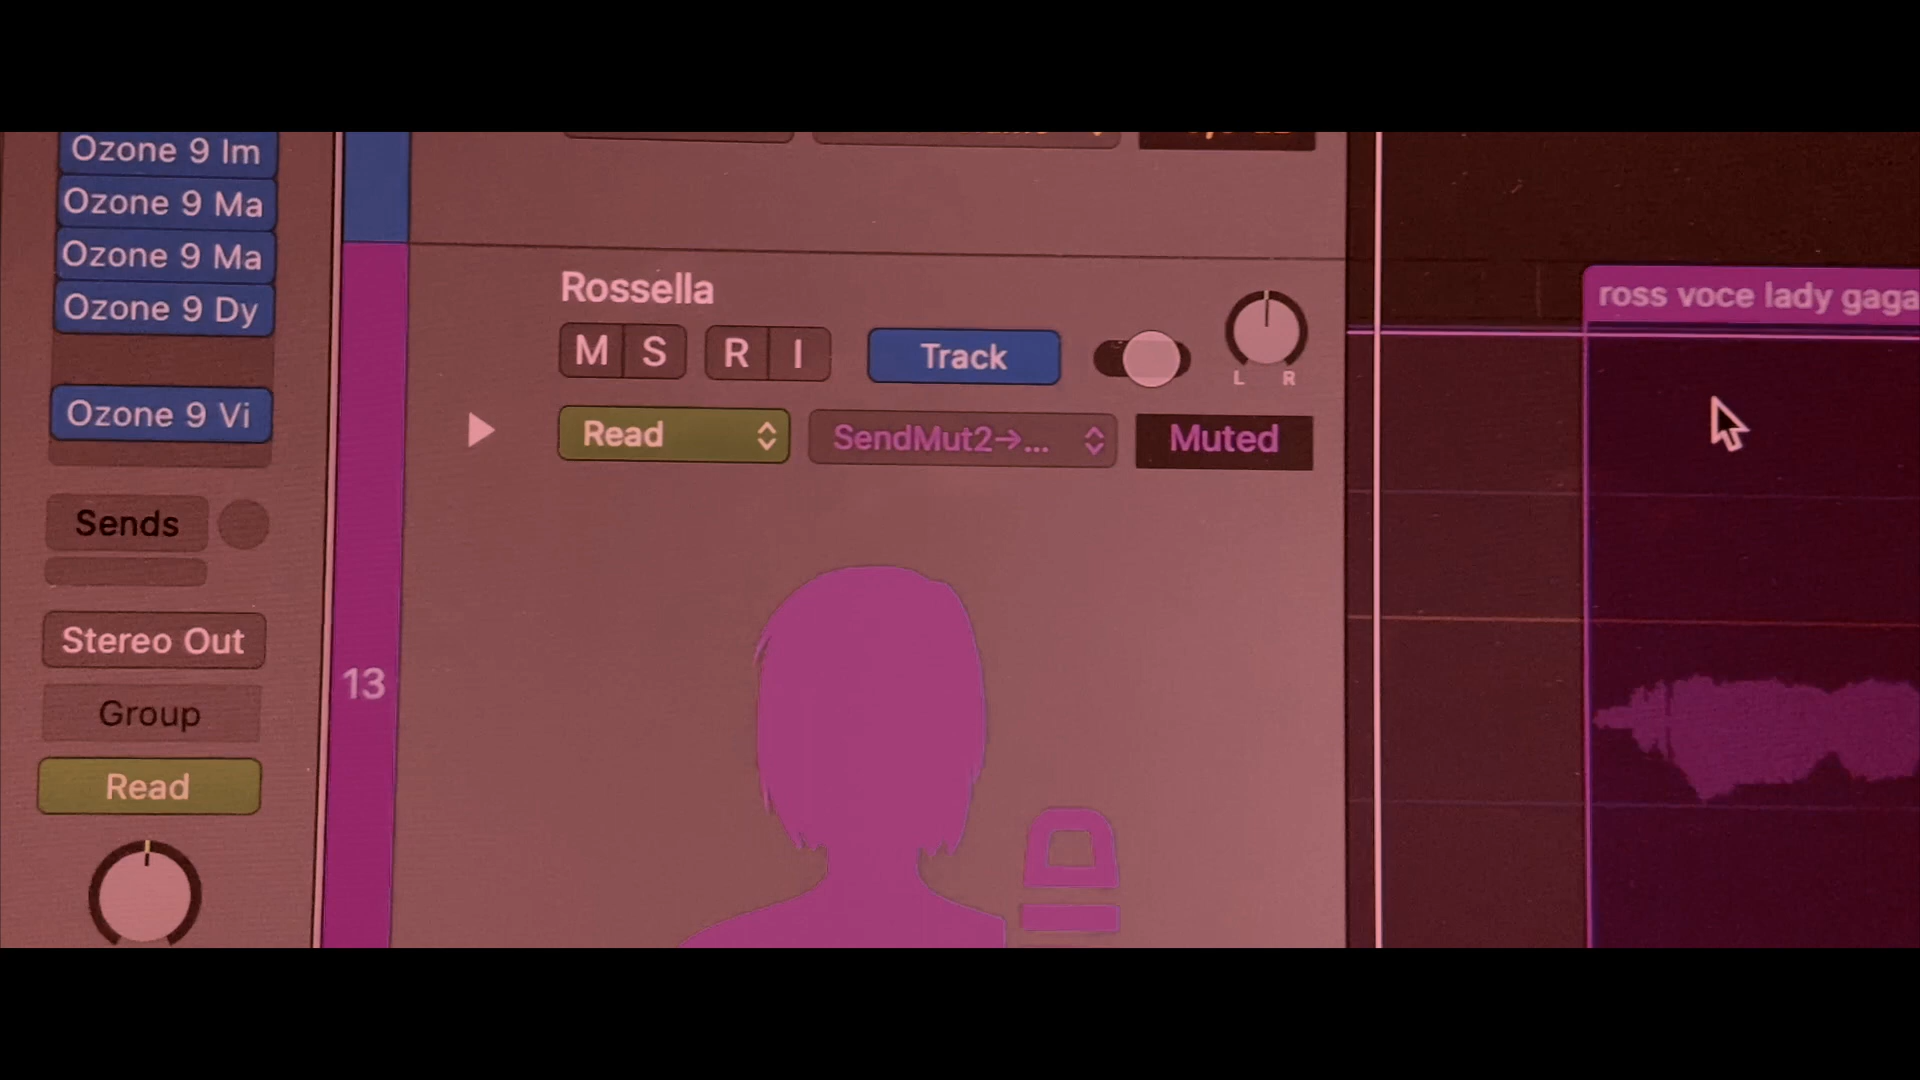 Ozone 9 Im
Ozone 9 Ma
Ozone 9 Ma
Ozone 9 Dy
Ozone 9 Vi
Sends
Stereo Out
Group
Read
13
Rossella
M S R I Track
L R
Read SendMut2→... Muted
ID
ross voce lady gaga